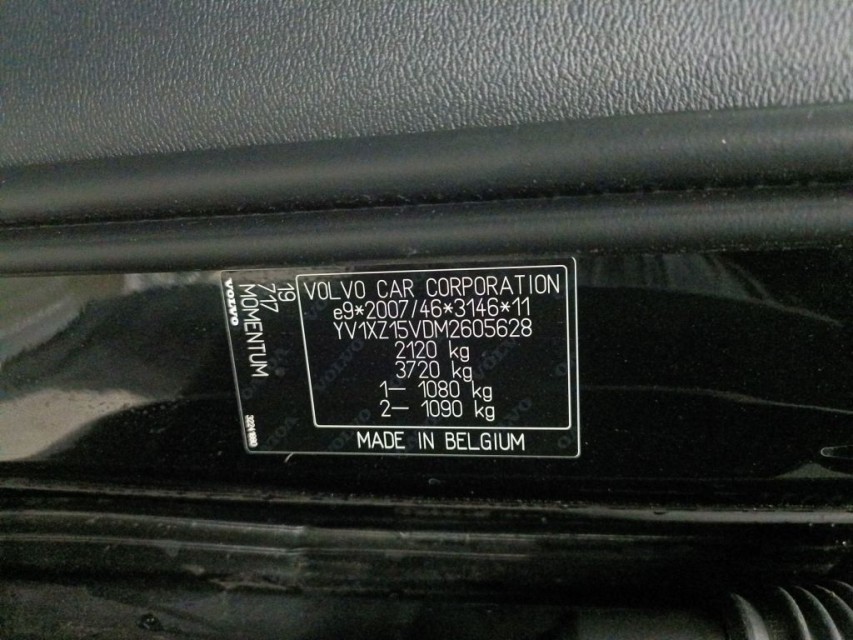 VOLVO CAR CORPORATION
e9*2007/46*3146*11
YV1XZ15VDM2605628
2120 kg
3720 kg
1– 1080 kg
2– 1090 kg
MADE IN BELGIUM
19
717
MOMENTUM
VOLVO